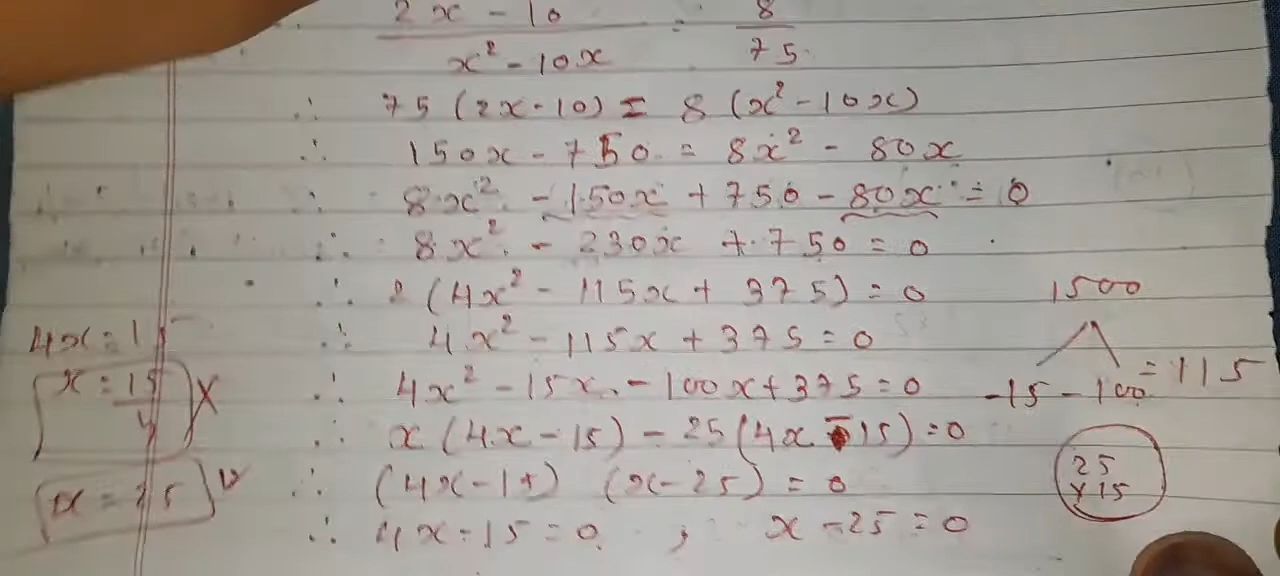 2x - 10 / x² - 10x = 8 / 75
∴ 75 (2x - 10) = 8 (x² - 10x)
∴ 150x - 750 = 8x² - 80x
∴ 8x² - 150x + 750 - 80x = 0
∴ 8x² - 230x + 750 = 0
∴ 2 (4x² - 115x + 375) = 0
1500
∴ 4x² - 115x + 375 = 0
-15 - 100 = 115
∴ 4x² - 15x - 100x + 375 = 0
∴ x (4x - 15) - 25 (4x - 15) = 0
25
x 15
∴ (4x - 15) (x - 25) = 0
∴ 4x - 15 = 0 , x - 25 = 0
4x = 15
x = 15 / 4 X
x = 25